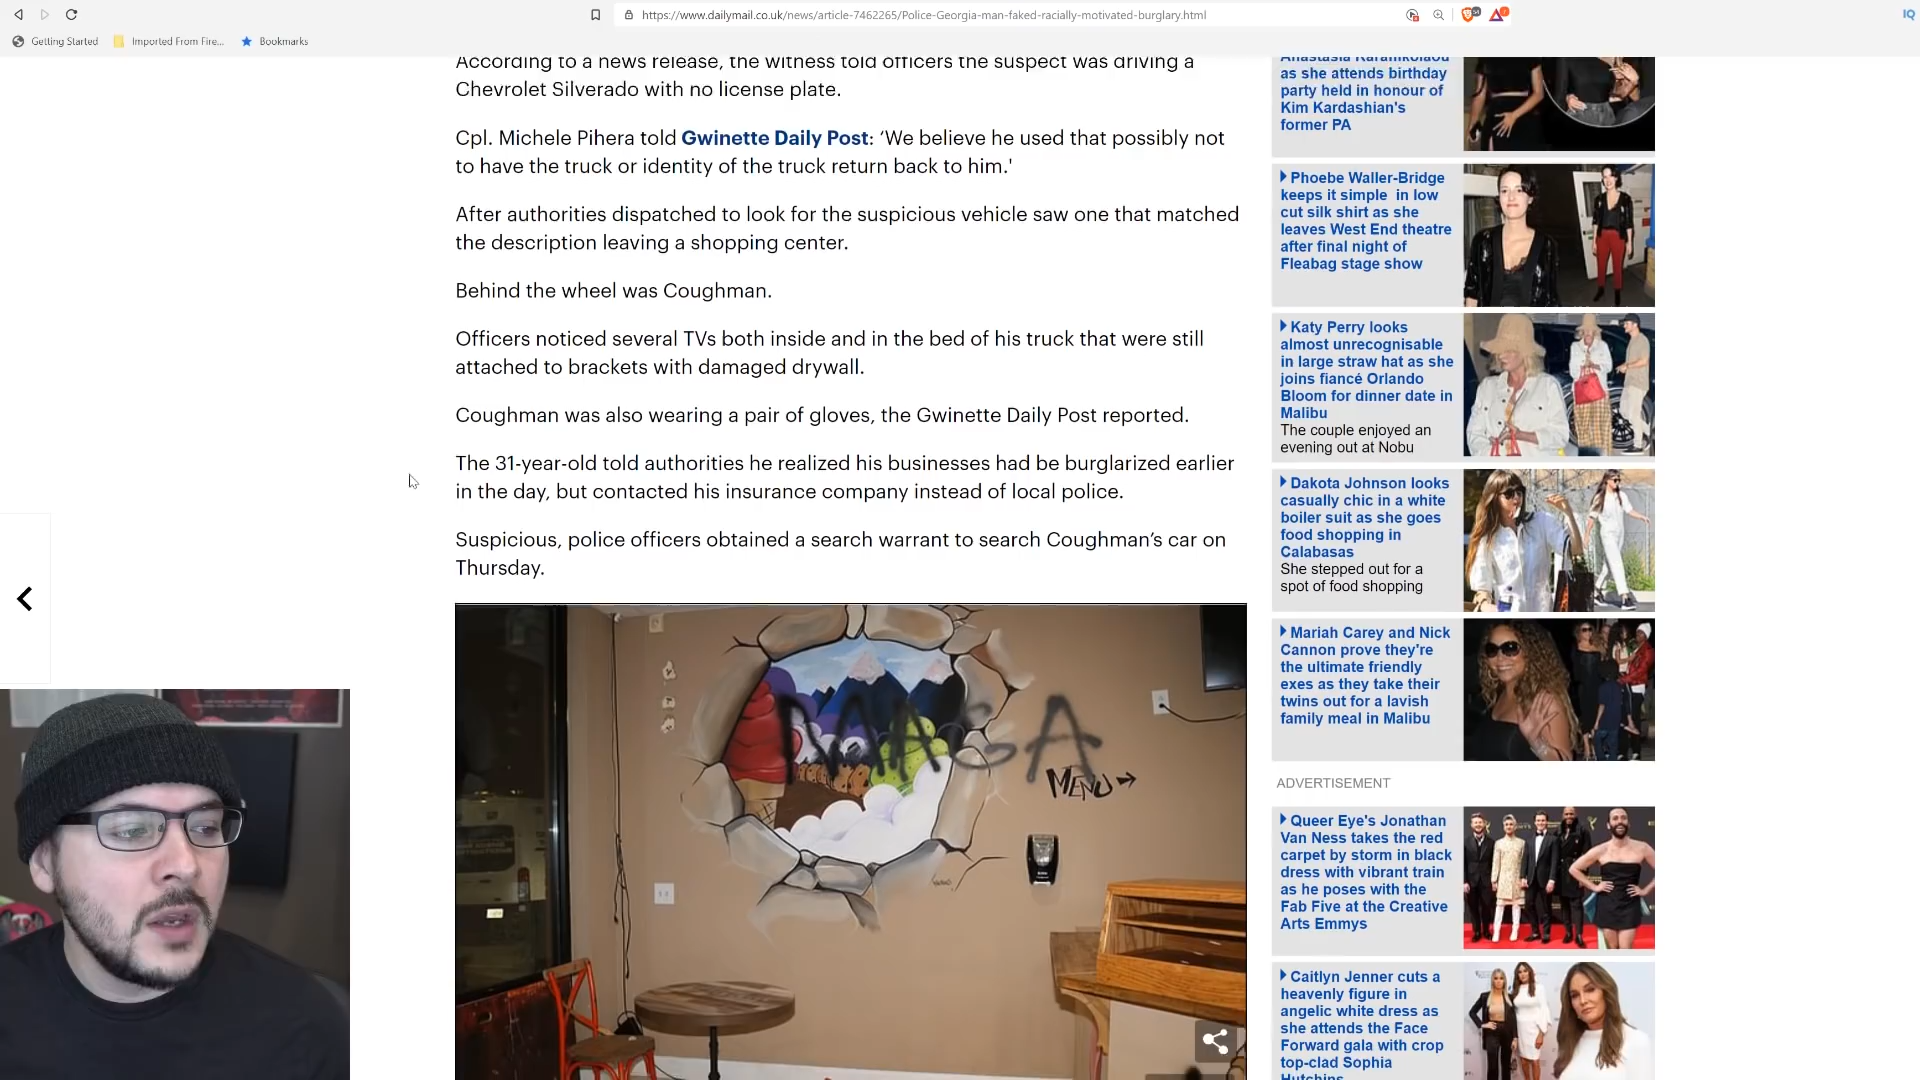 https://www.dailymail.co.uk/news/article-7462265/Police-Georgia-man-faked-racially-motivated-burglary.html
IQ
Getting Started
Imported From Fire...
Bookmarks
According to a news release, the witness told officers the suspect was driving a
Chevrolet Silverado with no license plate.
Cpl. Michele Pihera told Gwinette Daily Post: ‘We believe he used that possibly not
to have the truck or identity of the truck return back to him.'
After authorities dispatched to look for the suspicious vehicle saw one that matched
the description leaving a shopping center.
Behind the wheel was Coughman.
Officers noticed several TVs both inside and in the bed of his truck that were still
attached to brackets with damaged drywall.
Coughman was also wearing a pair of gloves, the Gwinette Daily Post reported.
The 31-year-old told authorities he realized his businesses had be burglarized earlier
in the day, but contacted his insurance company instead of local police.
Suspicious, police officers obtained a search warrant to search Coughman’s car on
Thursday.
MAGA
MENU
Anastasia Karanikolaou
as she attends birthday
party held in honour of
Kim Kardashian's
former PA
Phoebe Waller-Bridge
keeps it simple in low
cut silk shirt as she
leaves West End theatre
after final night of
Fleabag stage show
Katy Perry looks
almost unrecognisable
in large straw hat as she
joins fiancé Orlando
Bloom for dinner date in
Malibu
The couple enjoyed an
evening out at Nobu
Dakota Johnson looks
casually chic in a white
boiler suit as she goes
food shopping in
Calabasas
She stepped out for a
spot of food shopping
Mariah Carey and Nick
Cannon prove they're
the ultimate friendly
exes as they take their
twins out for a lavish
family meal in Malibu
ADVERTISEMENT
Queer Eye's Jonathan
Van Ness takes the red
carpet by storm in black
dress with vibrant train
as he poses with the
Fab Five at the Creative
Arts Emmys
Caitlyn Jenner cuts a
heavenly figure in
angelic white dress as
she attends the Face
Forward gala with crop
top-clad Sophia
Hutchins